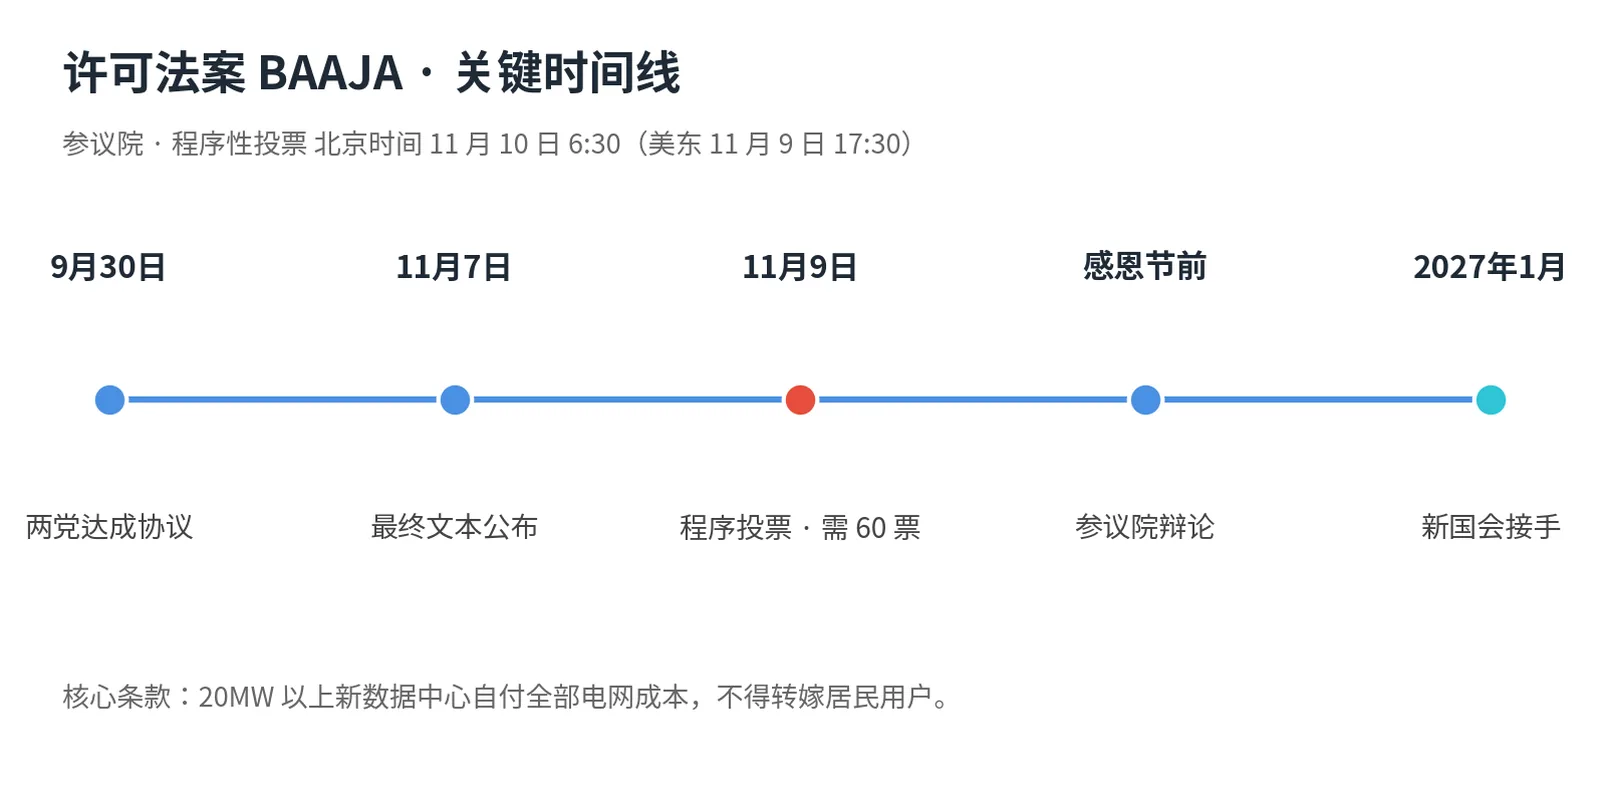 许可法案 BAAJA · 关键时间线
参议院 · 程序性投票 北京时间 11 月 10 日 6:30（美东 11 月 9 日 17:30）
9月30日
11月7日
11月9日
感恩节前
2027年1月
两党达成协议
最终文本公布
程序投票 · 需 60 票
参议院辩论
新国会接手
核心条款：20MW 以上新数据中心自付全部电网成本，不得转嫁居民用户。